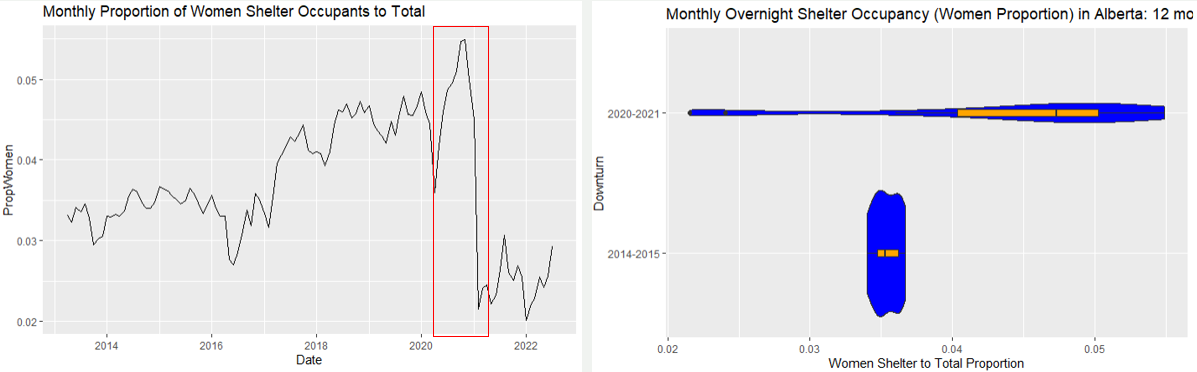 Monthly Proportion of Women Shelter Occupants to Total
PropWomen
0.05
0.04
0.03
0.02
2014
2016
2018
2020
2022
Date
Monthly Overnight Shelter Occupancy (Women Proportion) in Alberta: 12 mo
Downturn
2020-2021
2014-2015
0.02
0.03
0.04
0.05
Women Shelter to Total Proportion